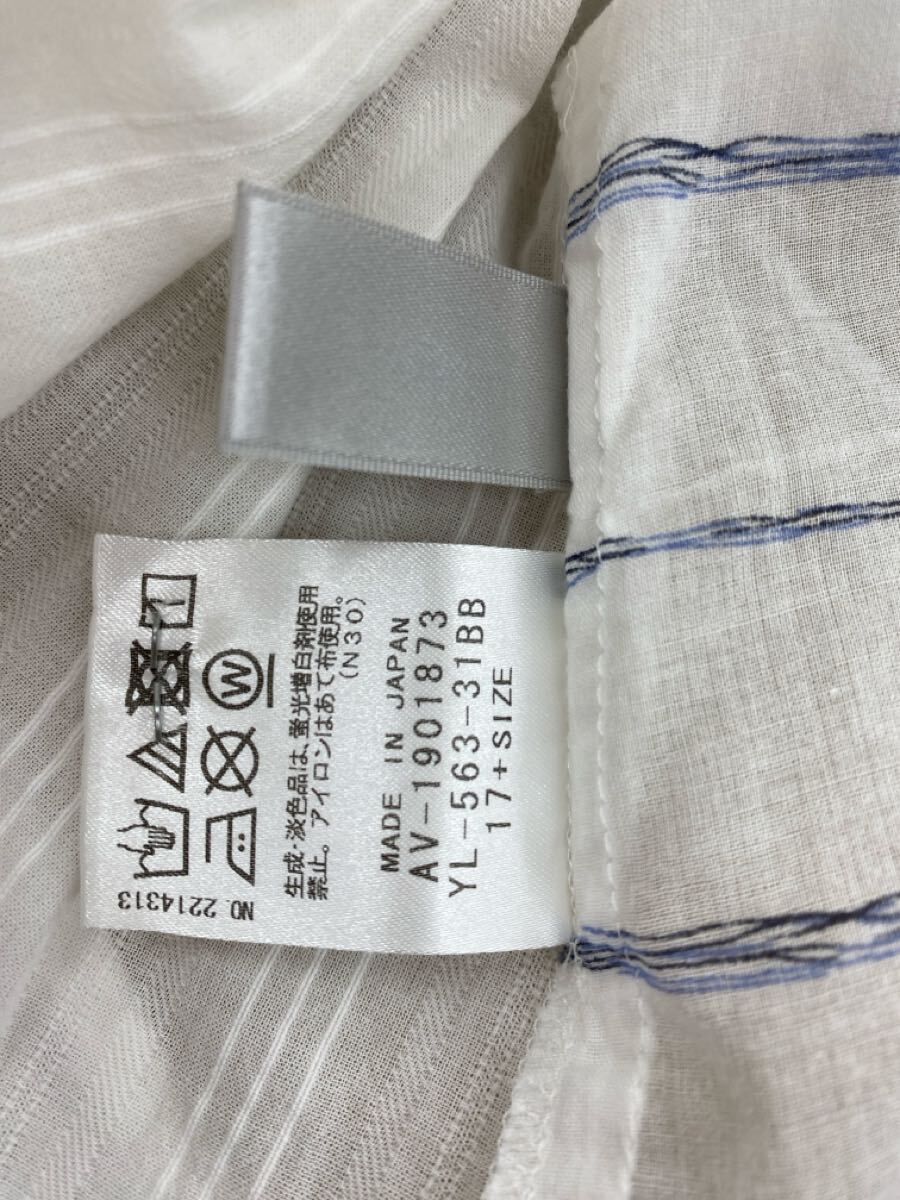 生成・淡色品は、蛍光増白剤使用
禁止。アイロンはあて布使用。
(N30)
MADE IN JAPAN
AV-1901873
YL-563-31BB
17+SIZE
W
NO. 2214313